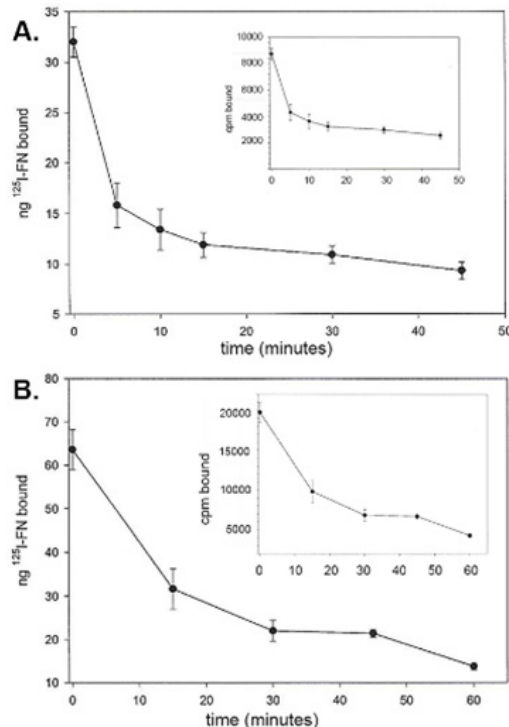 A.
ng ¹²⁵I-FN bound
35
30
25
20
15
10
5
0 10 20 30 40 50
time (minutes)
cpm bound
10000
8000
6000
4000
2000
0 10 20 30 40 50
B.
ng ¹²⁵I-FN bound
80
70
60
50
40
30
20
10
0 10 20 30 40 50 60
time (minutes)
cpm bound
20000
15000
10000
5000
0 10 20 30 40 50 60